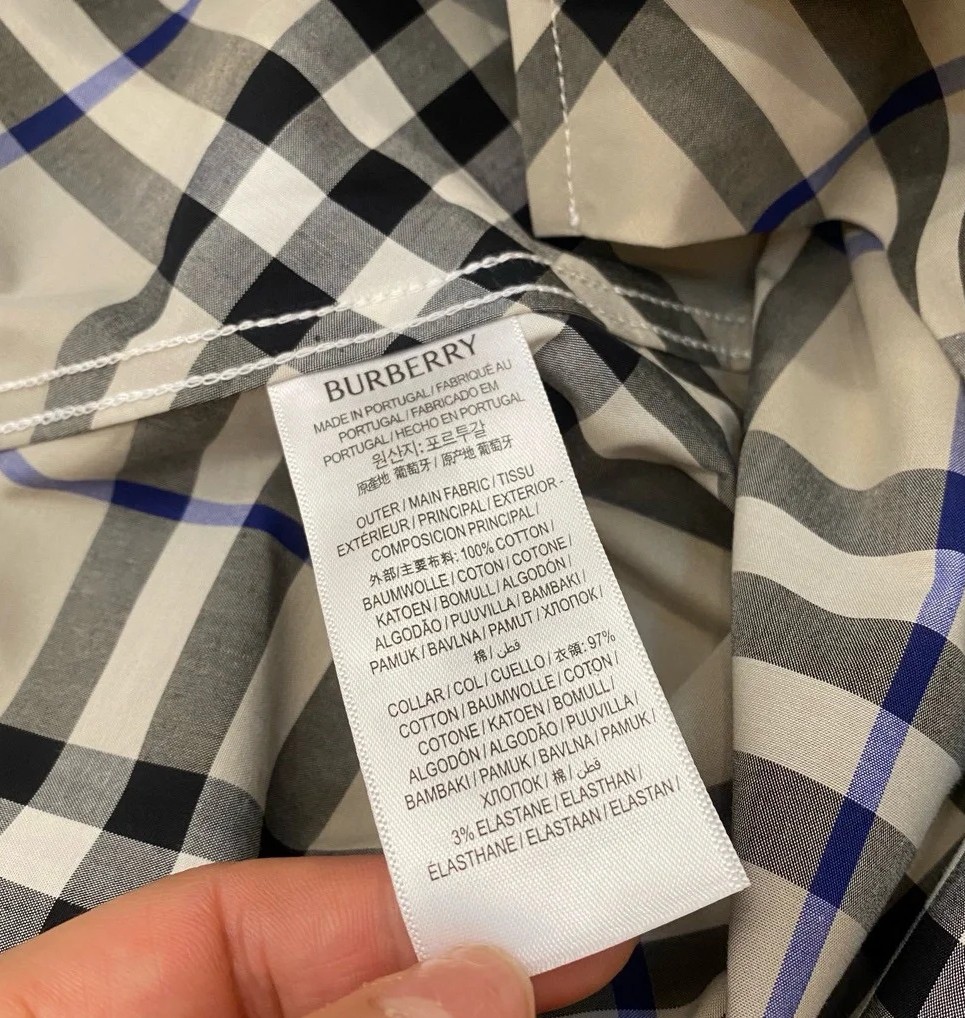 BURBERRY
MADE IN PORTUGAL / FABRIQUÉ AU
PORTUGAL / FABRICADO EM
PORTUGAL / HECHO EN PORTUGAL
원산지: 포르투갈
原產地 葡萄牙 / 原产地 葡萄牙
OUTER / MAIN FABRIC / TISSU
EXTÉRIEUR / PRINCIPAL / EXTERIOR-
COMPOSICION PRINCIPAL /
外部/主要布料: 100% COTTON /
BAUMWOLLE / COTON / COTONE /
KATOEN / BOMULL / ALGODÓN /
ALGODÃO / PUUVILLA / BAMBAKI /
PAMUK / BAVLNA / PAMUT / ХЛОПОК /
棉 / قطن
COLLAR / COL / CUELLO / 衣領: 97%
COTTON / BAUMWOLLE / COTON /
COTONE / KATOEN / BOMULL /
ALGODÓN / ALGODÃO / PUUVILLA /
BAMBAKI / PAMUK / BAVLNA / PAMUK /
ХЛОПОК / 棉 / قطن
3% ELASTANE / ELASTHAN /
ÉLASTHANE / ELASTAAN / ELASTAN /